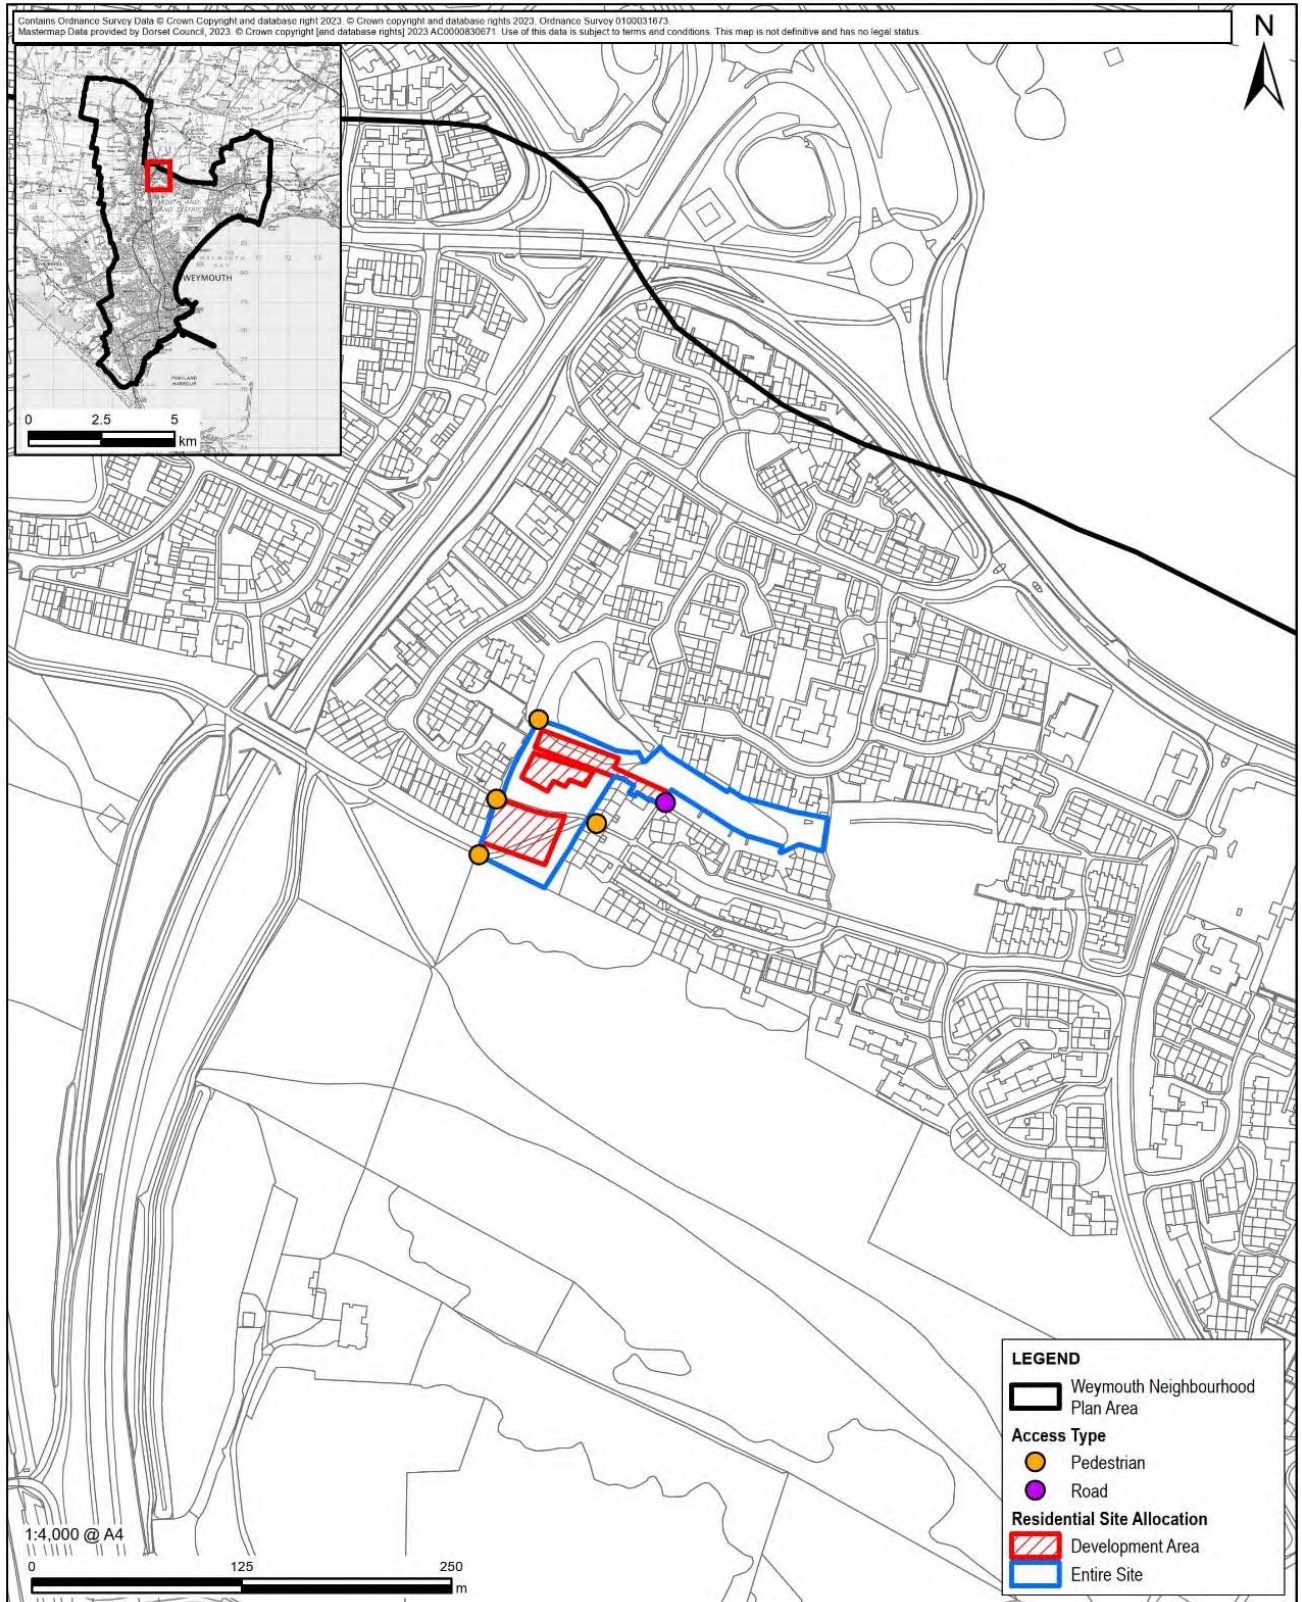 Contains Ordnance Survey Data © Crown Copyright and database right 2023. © Crown copyright and database rights 2023. Ordnance Survey 0100031673.
Mastermap Data provided by Dorset Council, 2023. © Crown copyright [and database rights] 2023 AC0000830671. Use of this data is subject to terms and conditions. This map is not definitive and has no legal status.
N
WEYMOUTH
PORTLAND
HARBOUR
0 2.5 5
km
LEGEND
Weymouth Neighbourhood
Plan Area
Access Type
Pedestrian
Road
Residential Site Allocation
Development Area
Entire Site
1:4,000 @ A4
0 125 250
m